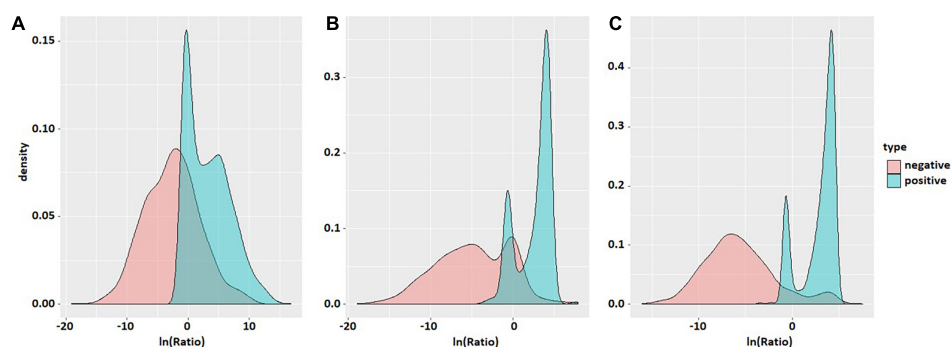 A
density
0.15
0.10
0.05
0.00
-20 -10 0 10
ln(Ratio)
B
0.3
0.2
0.1
0.0
-20 -10 0
ln(Ratio)
C
0.4
0.3
0.2
0.1
0.0
-10 0
ln(Ratio)
type
negative
positive